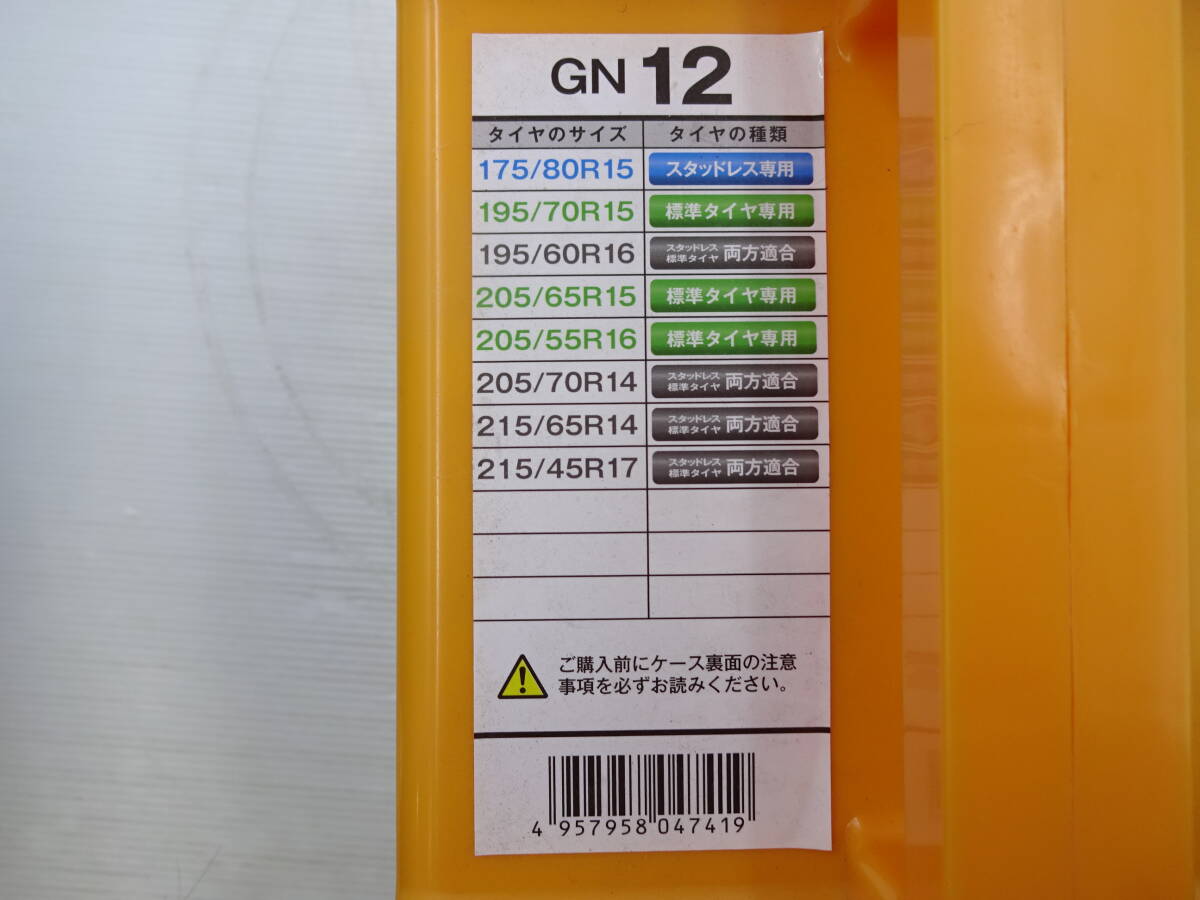 GN 12
タイヤのサイズ タイヤの種類
175/80R15 スタッドレス専用
195/70R15 標準タイヤ専用
195/60R16 スタッドレス 標準タイヤ 両方適合
205/65R15 標準タイヤ専用
205/55R16 標準タイヤ専用
205/70R14 スタッドレス 標準タイヤ 両方適合
215/65R14 スタッドレス 標準タイヤ 両方適合
215/45R17 スタッドレス 標準タイヤ 両方適合
ご購入前にケース裏面の注意
事項を必ずお読みください。
4 957958 047419